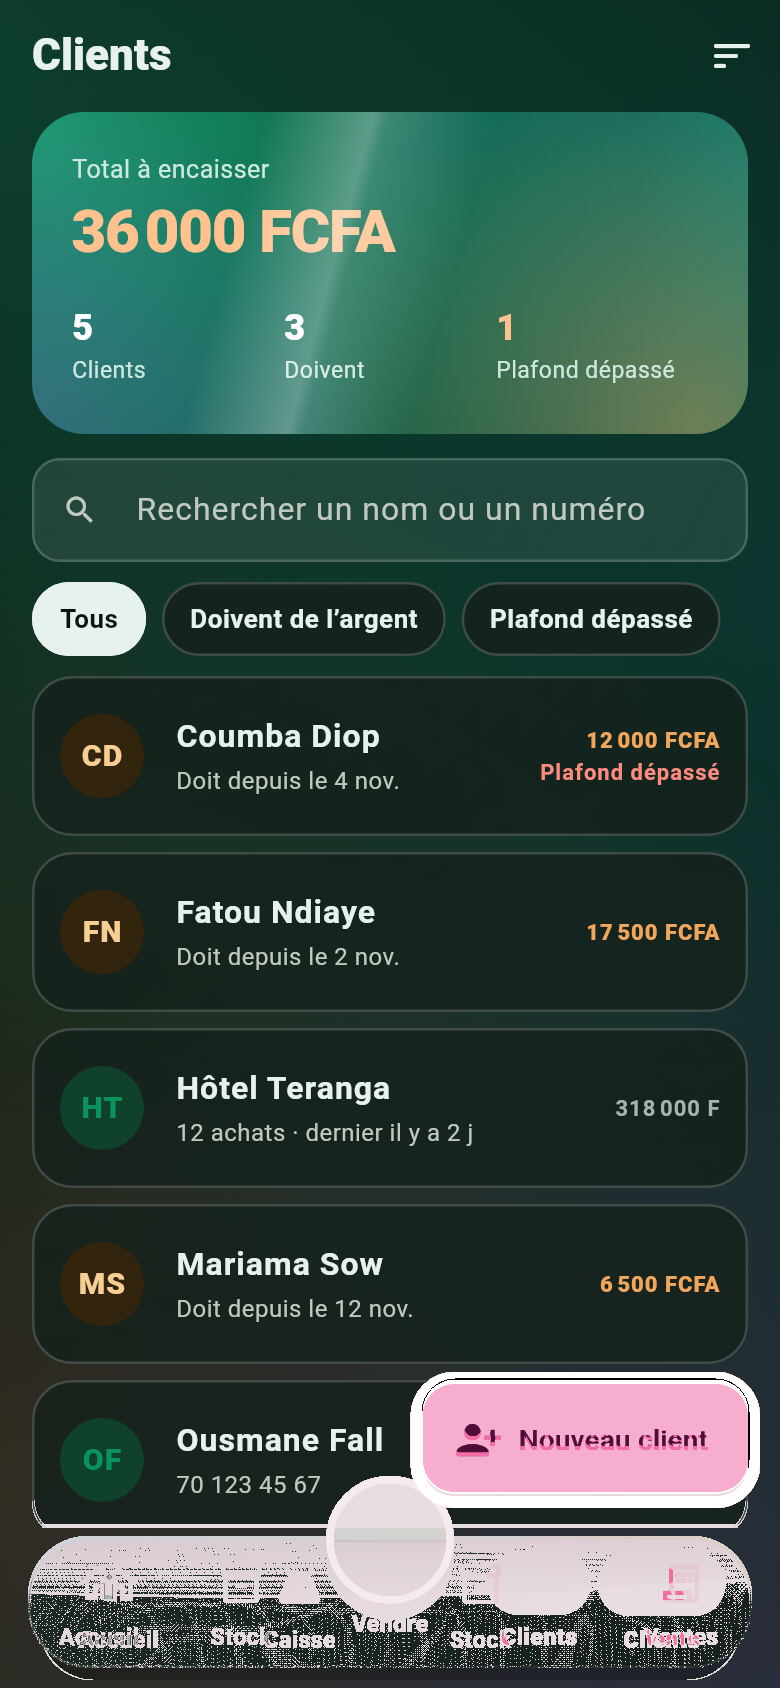 Clients
Total à encaisser
36 000 FCFA
5
Clients
3
Doivent
1
Plafond dépassé
Rechercher un nom ou un numéro
Tous
Doivent de l’argent
Plafond dépassé
CD
Coumba Diop
Doit depuis le 4 nov.
12 000 FCFA
Plafond dépassé
FN
Fatou Ndiaye
Doit depuis le 2 nov.
17 500 FCFA
HT
Hôtel Teranga
12 achats · dernier il y a 2 j
318 000 F
MS
Mariama Sow
Doit depuis le 12 nov.
6 500 FCFA
OF
Ousmane Fall
70 123 45 67
Nouveau client
Stock
Caisse
Vendre
Stock
Clients